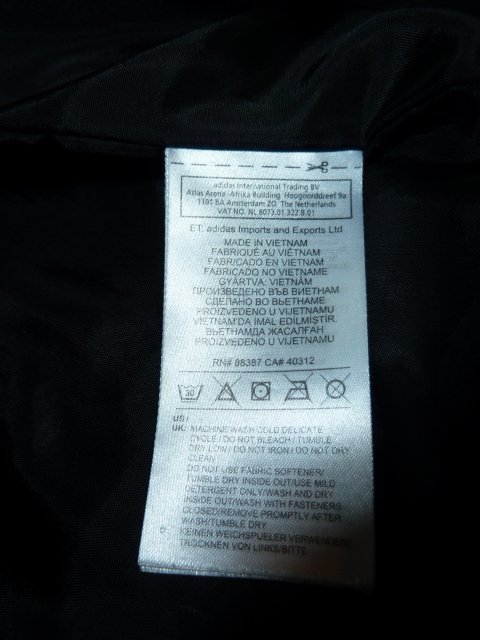 adidas International Trading BV
Atlas Arena -Afrika Building Hoogoorddreef 9a
1101 BA Amsterdam ZO The Netherlands
VAT NO. NL 8073.01.322.B.01
ET. adidas Imports and Exports Ltd
MADE IN VIETNAM
FABRIQUÉ AU VIÊTNAM
FABRICADO EN VIETNAM
FABRICADO NO VIETNAME
GYÁRTVA: VIETNÁM
ПРОИЗВЕДЕНО ВЪВ ВИЕТНАМ
СДЕЛАНО ВО ВЬЕТНАМЕ
PROIZVEDENO U VIJETNAMU
VIETNAM'DA IMAL EDILMIŞTIR.
ВЬЕТНАМДА ЖАСАЛҒАН
PROIZVEDENO U VIJETNAMU
RN# 88387 CA# 40312
30
US /
UK: MACHINE WASH COLD DELICATE
CYCLE / DO NOT BLEACH / TUMBLE
DRY LOW / DO NOT IRON / DO NOT DRY
CLEAN
DO NOT USE FABRIC SOFTENER/
TUMBLE DRY INSIDE OUT/USE MILD
DETERGENT ONLY/WASH AND DRY
INSIDE OUT/WASH WITH FASTENERS
CLOSED/REMOVE PROMPTLY AFTER
WASH/TUMBLE DRY
KEINEN WEICHSPUELER VERWENDEN/
TROCKNEN VON LINKS/BITTE